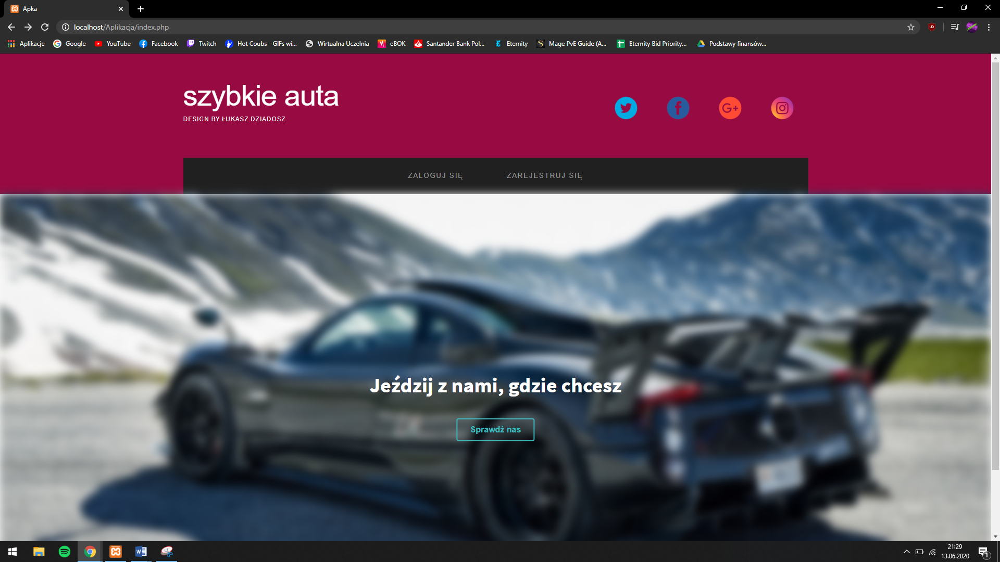 Apka
localhost/Aplikacja/index.php
Aplikacje Google YouTube Facebook Twitch Hot Coubs - GIFs wi... Wirtualna Uczelnia eBOK Santander Bank Pol... Eternity Mage PvE Guide (A... Eternity Bid Priority... Podstawy finansów...
szybkie auta
DESIGN BY ŁUKASZ DZIADOSZ
ZALOGUJ SIĘ ZAREJESTRUJ SIĘ
Jeździj z nami, gdzie chcesz
Sprawdź nas
21:29
13.06.2020
1